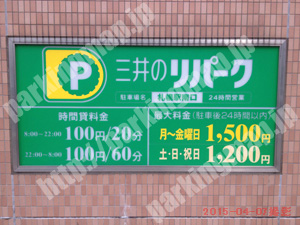 P
三井のリパーク
駐車場名 札幌駅南口 24時間営業
時間貸料金
8:00~22:00 100円/20分
22:00~8:00 100円/60分
最大料金(駐車後24時間以内)
月~金曜日 1,500円
土・日・祝日 1,200円